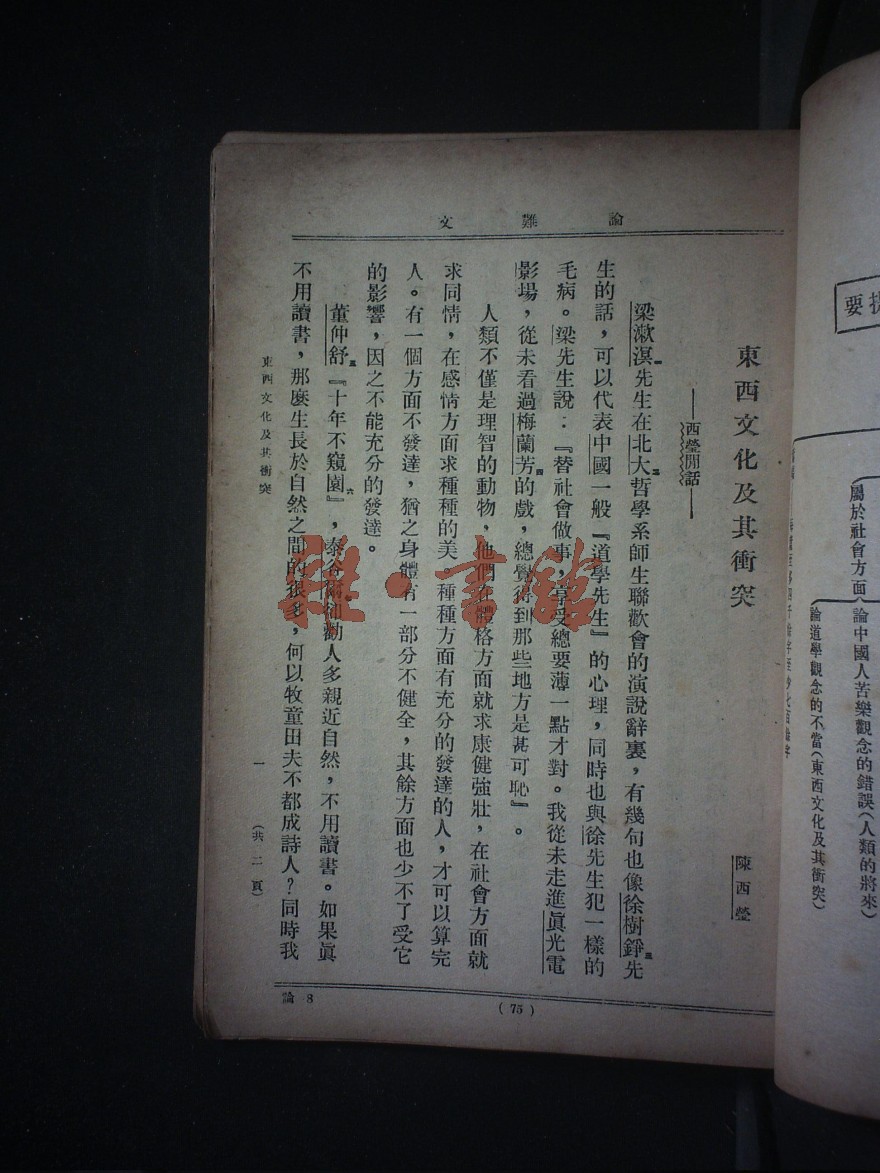 要提
屬於社會方面
論中國人苦樂觀念的錯誤(人類的將來)
論道學觀念的不當(東西文化及其衝突)
論難文
東西文化及其衝突
陳西瀅
——西瀅閒話——
梁漱溟一先生在北大二哲學系師生聯歡會的演說辭裏,有幾句也像徐樹錚三先
生的話,可以代表中國一般『道學先生』的心理,同時也與徐先生犯一樣的
毛病。梁先生說:『替社會做事,享受總要薄一點才對。我從未走進眞光電
影場,從未看過梅蘭芳四的戲,總覺得到那些地方是甚可恥』。
人類不僅是理智的動物,他們在體格方面就求康健強壯,在社會方面就
求同情,在感情方面求種種的美,種種方面有充分的發達的人,才可以算完
人。有一個方面不發達,猶之身體有一部分不健全,其餘方面也少不了受它
的影響,因之不能充分的發達。
董仲舒五『十年不窺園』六,泰谷爾卻勸人多親近自然,不用讀書。如果眞
不用讀書,那麼生長於自然之間的很多,何以牧童田夫不都成詩人?同時我
東西文化及其衝突
一
(共二頁)
論 8
(75)
雜·書館